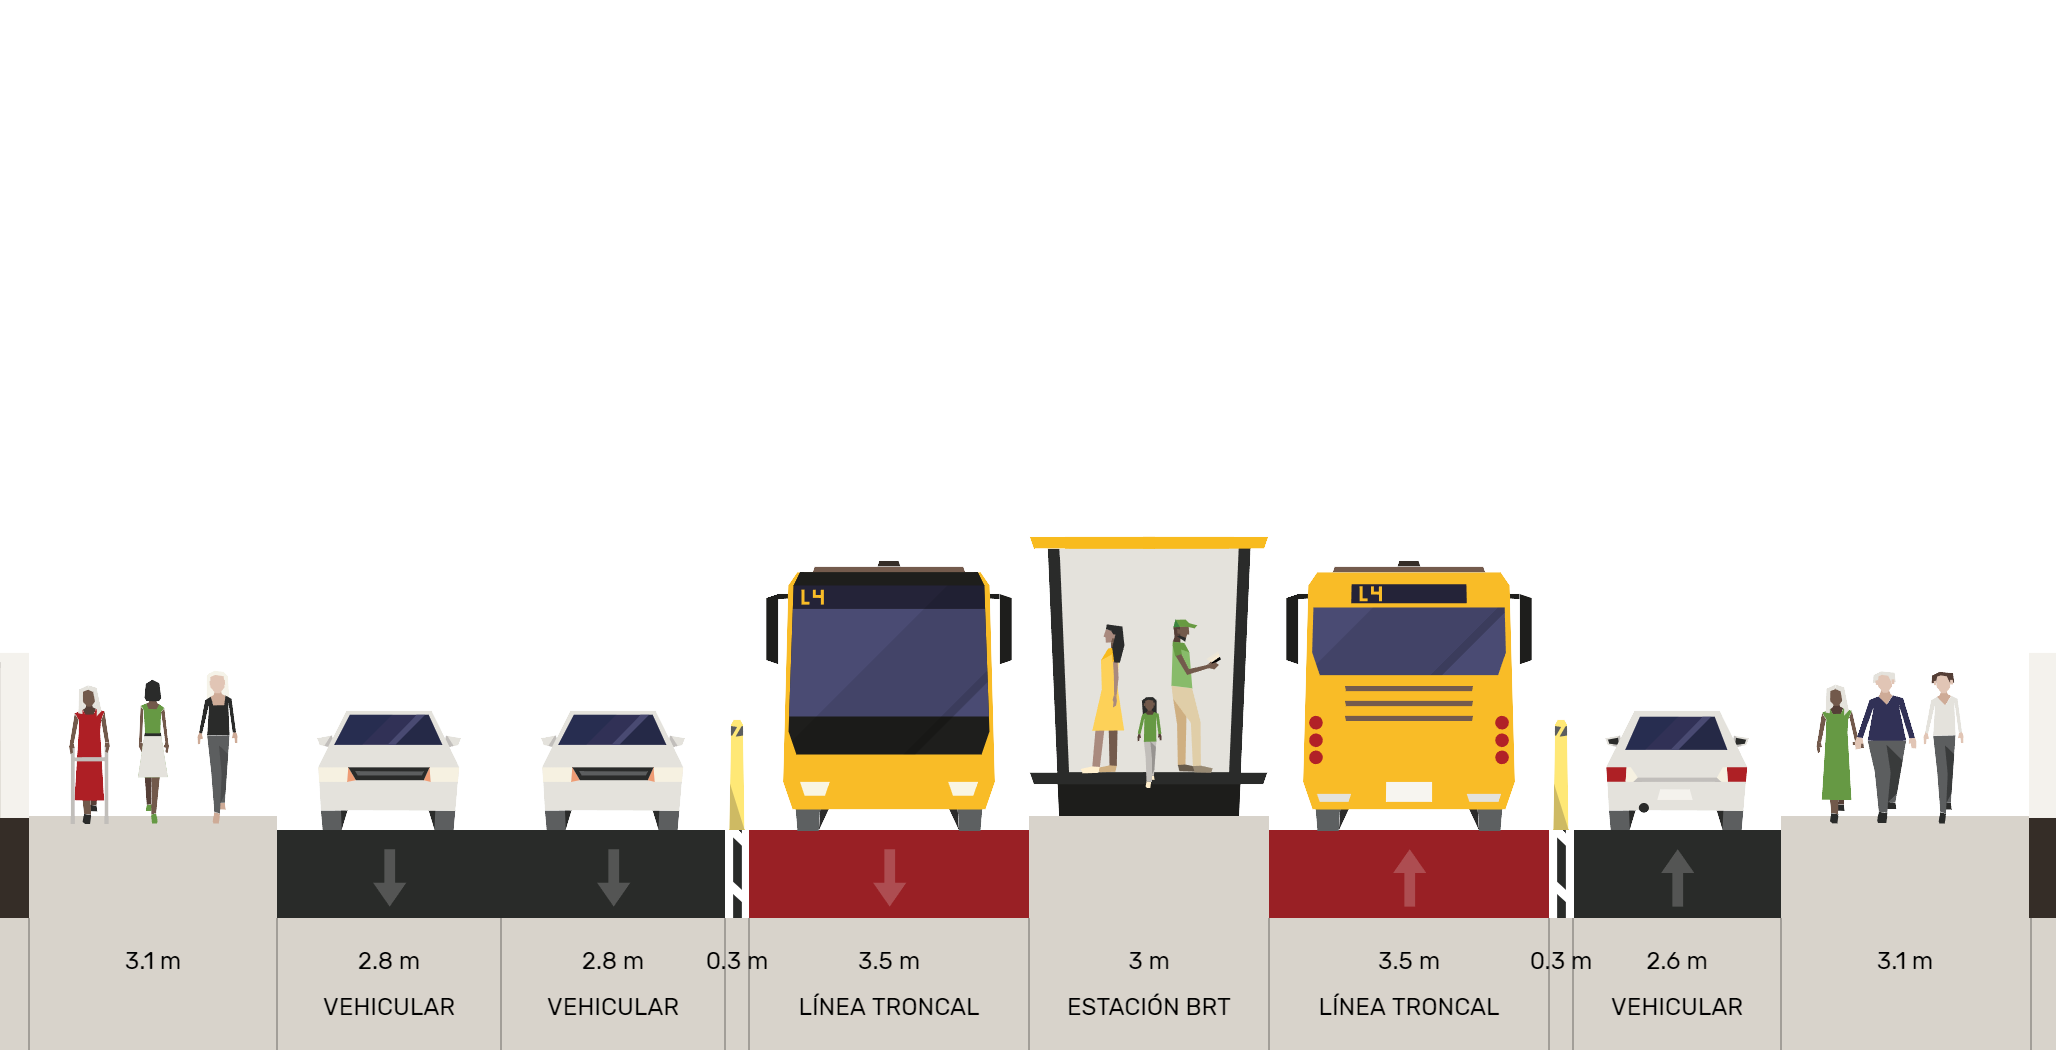 L4
L4
3.1 m
2.8 m
2.8 m
0.3 m
3.5 m
3 m
3.5 m
0.3 m
2.6 m
3.1 m
VEHICULAR
VEHICULAR
LÍNEA TRONCAL
ESTACIÓN BRT
LÍNEA TRONCAL
VEHICULAR